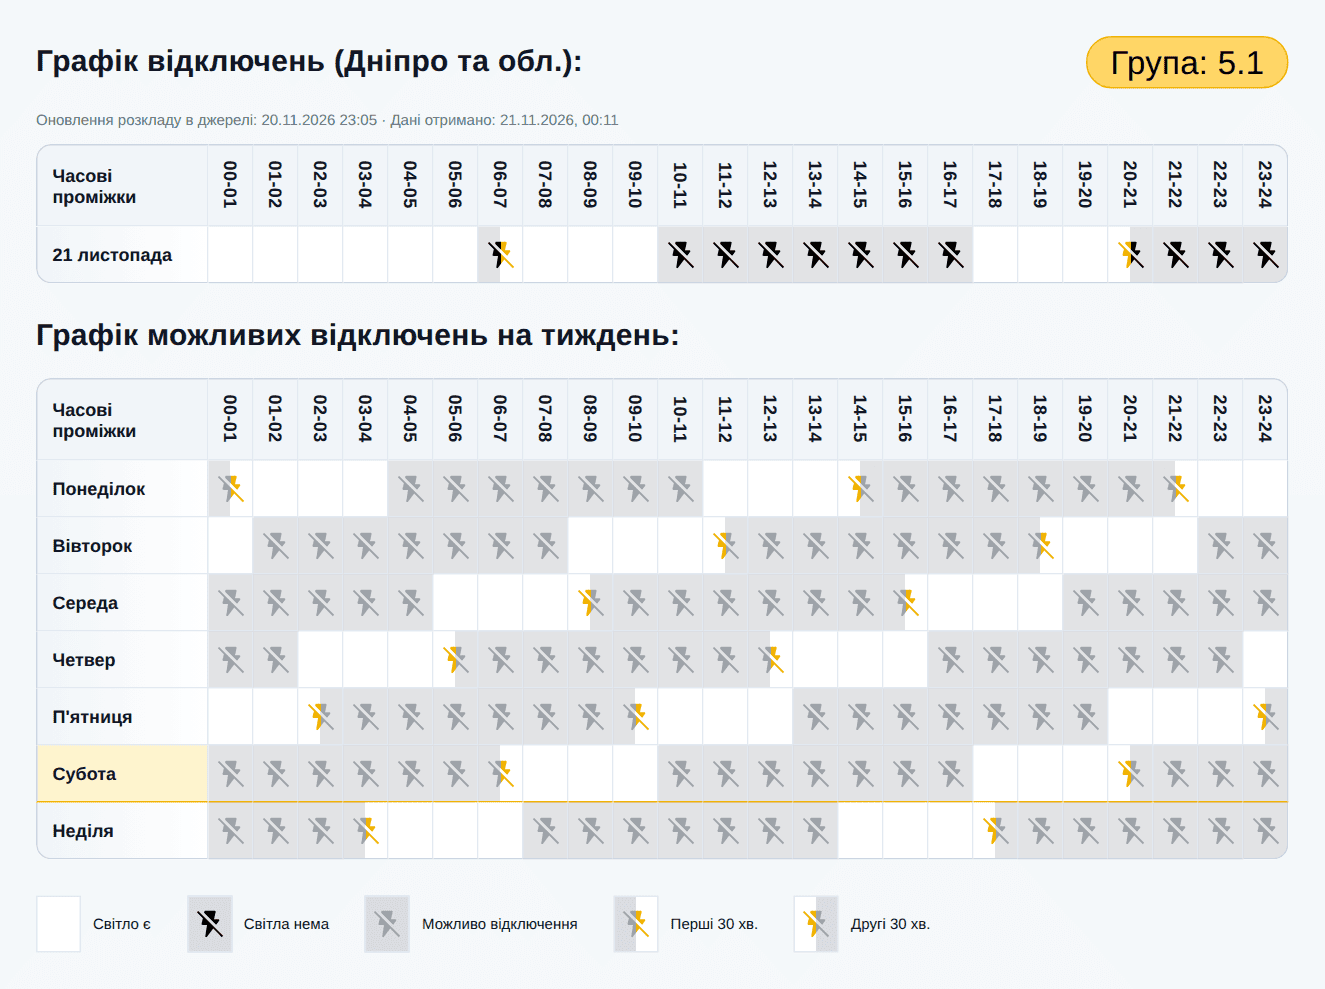 Графік відключень (Дніпро та обл.):
Група: 5.1
Оновлення розкладу в джерелі: 20.11.2026 23:05 · Дані отримано: 21.11.2026, 00:11
Часові
проміжки
00-01 01-02 02-03 03-04 04-05 05-06 06-07 07-08 08-09 09-10 10-11 11-12 12-13 13-14 14-15 15-16 16-17 17-18 18-19 19-20 20-21 21-22 22-23 23-24
21 листопада
Графік можливих відключень на тиждень:
Часові
проміжки
00-01 01-02 02-03 03-04 04-05 05-06 06-07 07-08 08-09 09-10 10-11 11-12 12-13 13-14 14-15 15-16 16-17 17-18 18-19 19-20 20-21 21-22 22-23 23-24
Понеділок
Вівторок
Середа
Четвер
П'ятниця
Субота
Неділя
Світло є
Світла нема
Можливо відключення
Перші 30 хв.
Другі 30 хв.